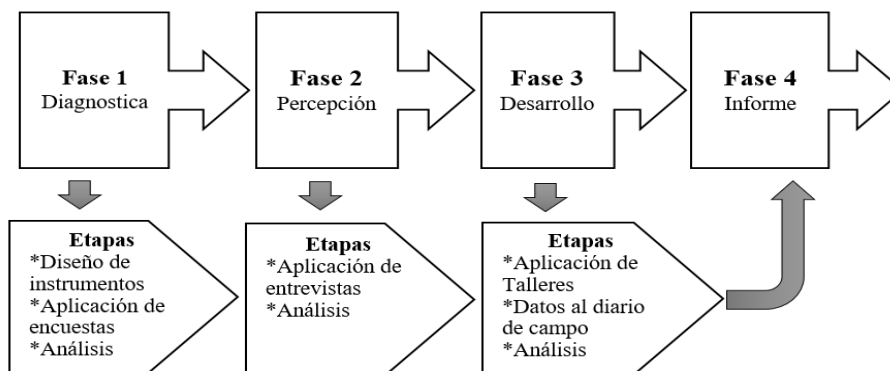 Fase 1
Diagnostica
Fase 2
Percepción
Fase 3
Desarrollo
Fase 4
Informe
Etapas
*Diseño de
instrumentos
*Aplicación de
encuestas
*Análisis
Etapas
*Aplicación de
entrevistas
*Análisis
Etapas
*Aplicación de
Talleres
*Datos al diario
de campo
*Análisis